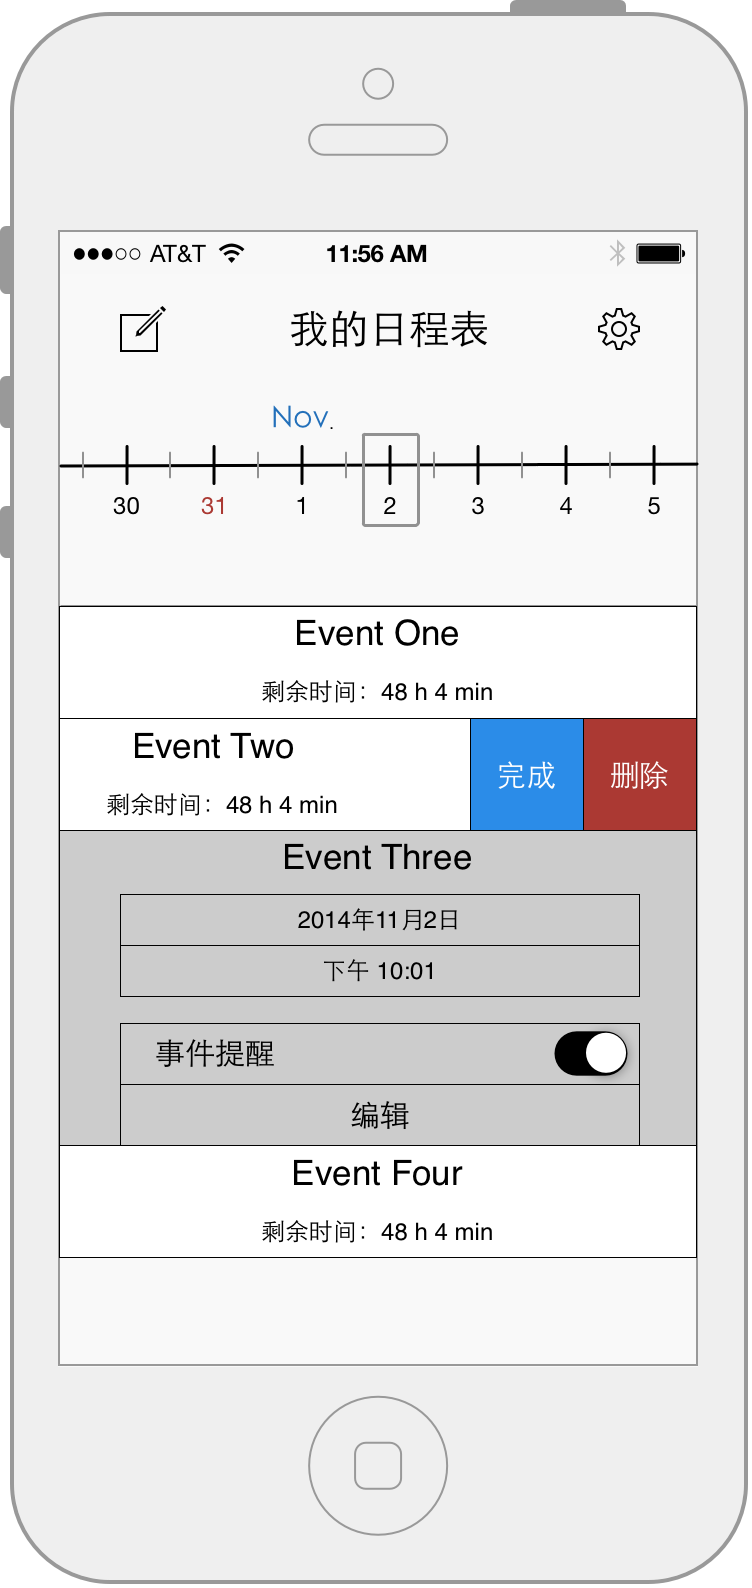 AT&T 11:56 AM
我的日程表
Nov.
30 31 1 2 3 4 5
Event One
剩余时间：48 h 4 min
Event Two
剩余时间：48 h 4 min
完成 删除
Event Three
2014年11月2日
下午 10:01
事件提醒
编辑
Event Four
剩余时间：48 h 4 min